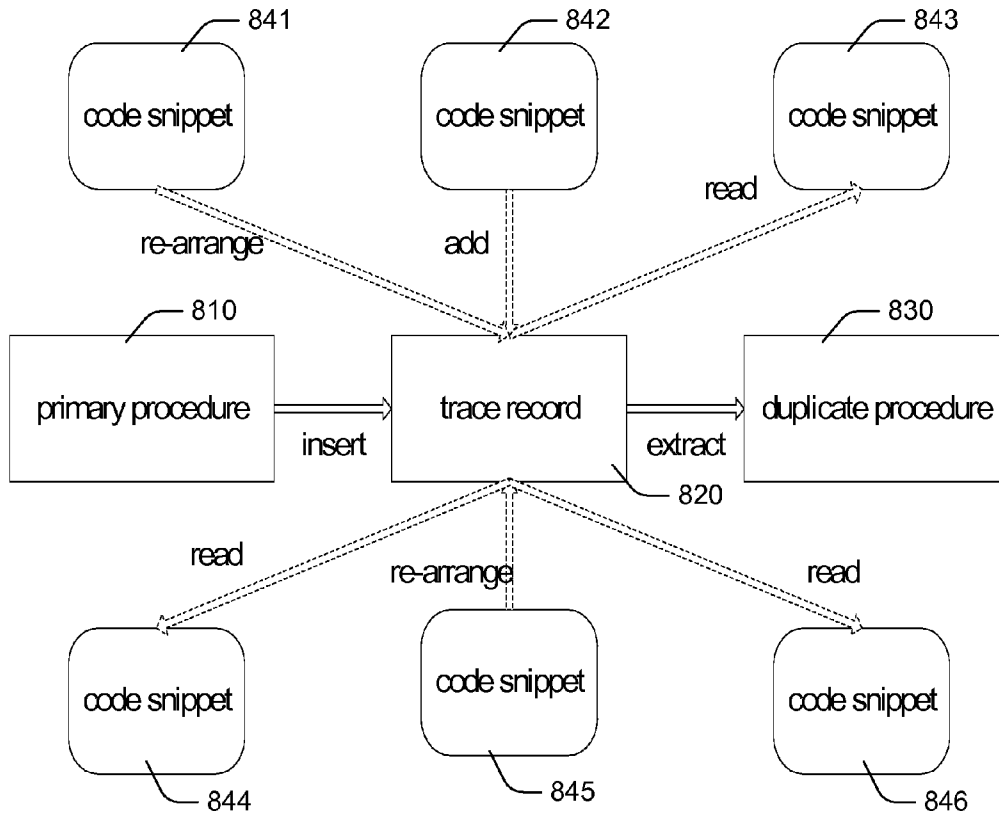 841
842
843
code snippet
code snippet
code snippet
re-arrange
add
read
810
830
primary procedure
trace record
duplicate procedure
insert
extract
820
read
re-arrange
read
code snippet
code snippet
code snippet
844
845
846